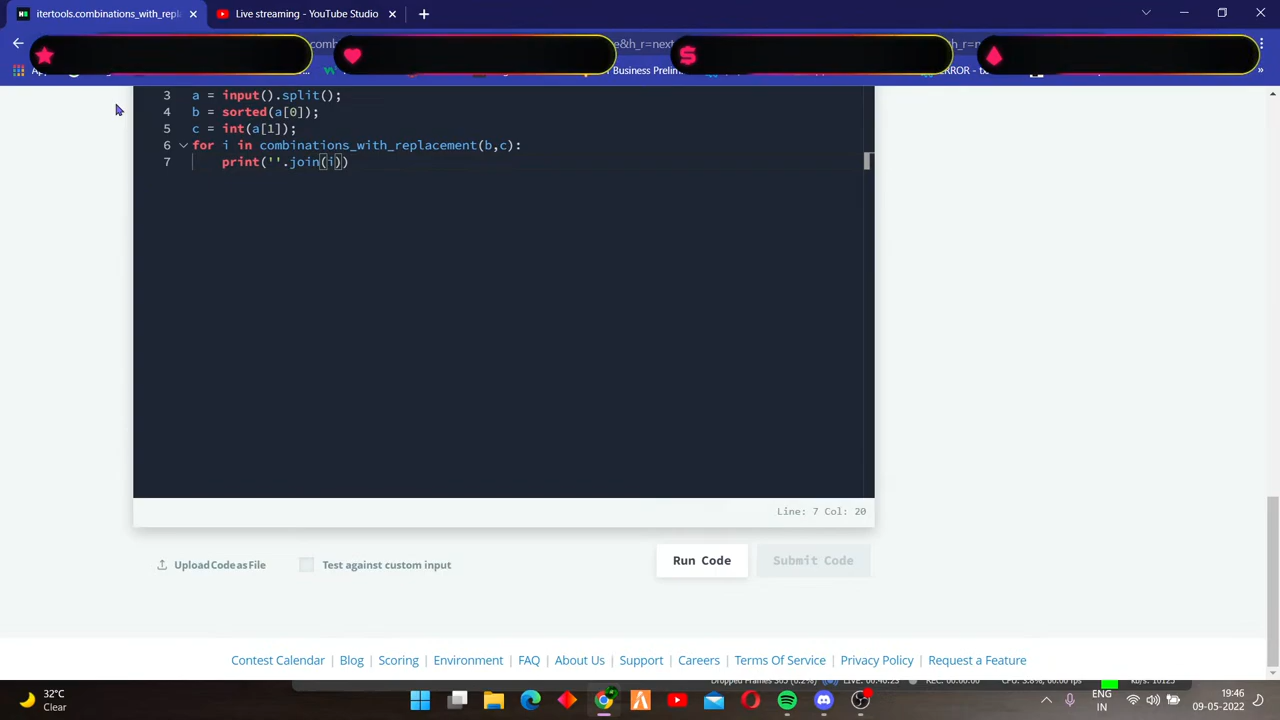 itertools.combinations_with_repl
Live streaming - YouTube Studio
Business Prelim
3 a = input().split();
4 b = sorted(a[0]);
5 c = int(a[1]);
6 for i in combinations_with_replacement(b,c):
7 print(''.join(i))
Line: 7 Col: 20
Upload Code as File
Test against custom input
Run Code
Submit Code
Contest Calendar
Blog
Scoring
Environment
FAQ
About Us
Support
Careers
Terms Of Service
Privacy Policy
Request a Feature
32°C
Clear
ENG
IN
19:46
09-05-2022